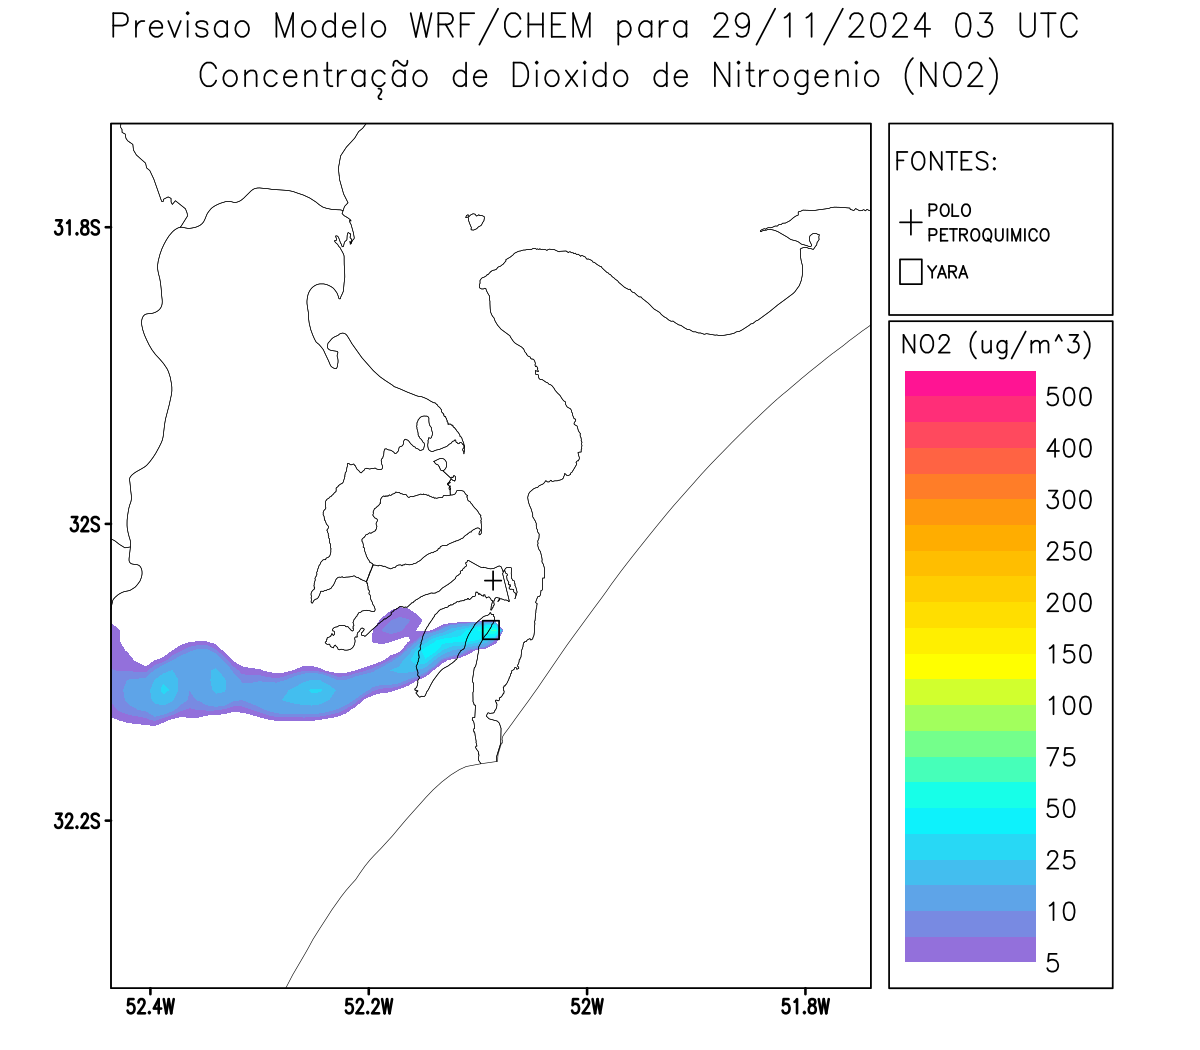 Previsao Modelo WRF/CHEM para 29/11/2024 03 UTC
Concentração de Dioxido de Nitrogenio (NO2)
FONTES:
POLO
PETROQUIMICO
YARA
NO2 (ug/m^3)
500
400
300
250
200
150
100
75
50
25
10
5
31.8S
32S
32.2S
52.4W
52.2W
52W
51.8W